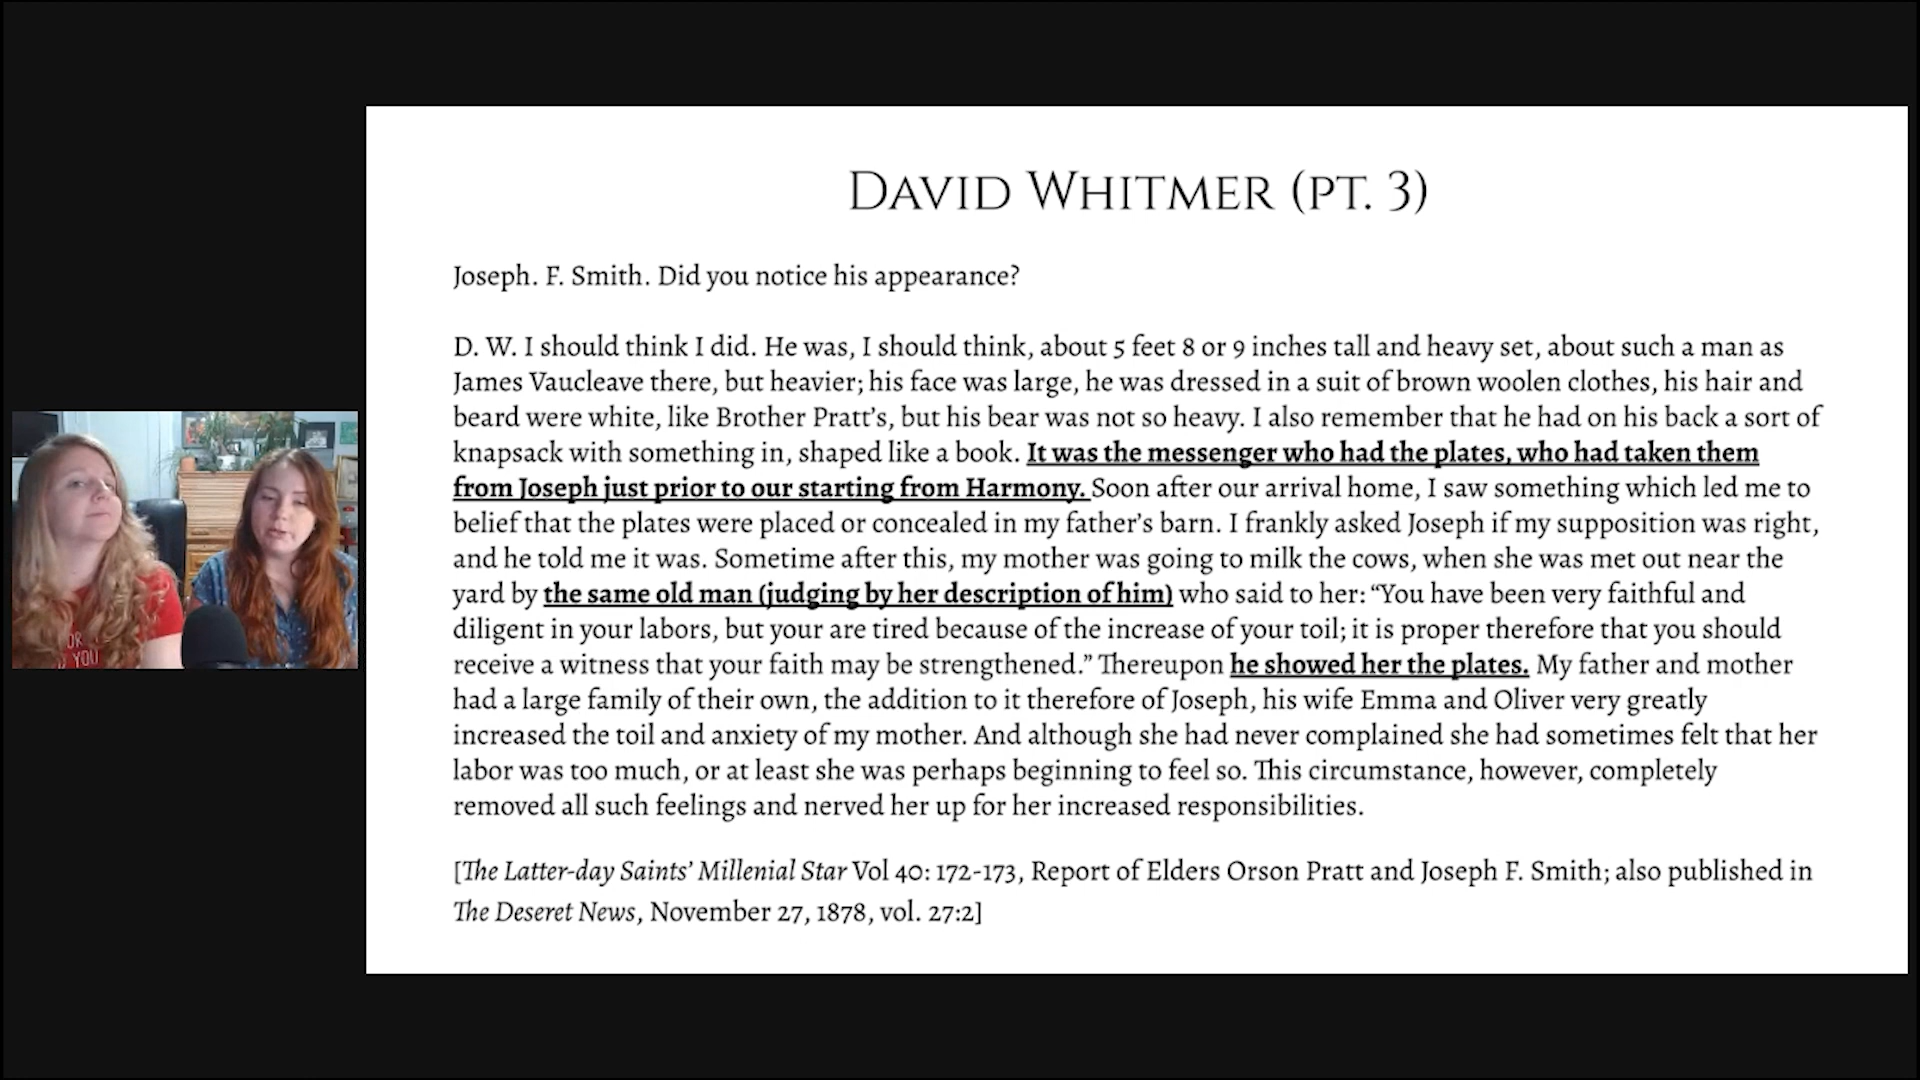 DAVID WHITMER (PT. 3)
Joseph. F. Smith. Did you notice his appearance?
D. W. I should think I did. He was, I should think, about 5 feet 8 or 9 inches tall and heavy set, about such a man as
James Vaucleave there, but heavier; his face was large, he was dressed in a suit of brown woolen clothes, his hair and
beard were white, like Brother Pratt’s, but his bear was not so heavy. I also remember that he had on his back a sort of
knapsack with something in, shaped like a book. It was the messenger who had the plates, who had taken them
from Joseph just prior to our starting from Harmony. Soon after our arrival home, I saw something which led me to
belief that the plates were placed or concealed in my father’s barn. I frankly asked Joseph if my supposition was right,
and he told me it was. Sometime after this, my mother was going to milk the cows, when she was met out near the
yard by the same old man (judging by her description of him) who said to her: “You have been very faithful and
diligent in your labors, but your are tired because of the increase of your toil; it is proper therefore that you should
receive a witness that your faith may be strengthened.” Thereupon he showed her the plates. My father and mother
had a large family of their own, the addition to it therefore of Joseph, his wife Emma and Oliver very greatly
increased the toil and anxiety of my mother. And although she had never complained she had sometimes felt that her
labor was too much, or at least she was perhaps beginning to feel so. This circumstance, however, completely
removed all such feelings and nerved her up for her increased responsibilities.
[The Latter-day Saints’ Millenial Star Vol 40: 172-173, Report of Elders Orson Pratt and Joseph F. Smith; also published in
The Deseret News, November 27, 1878, vol. 27:2]
OR
YOU